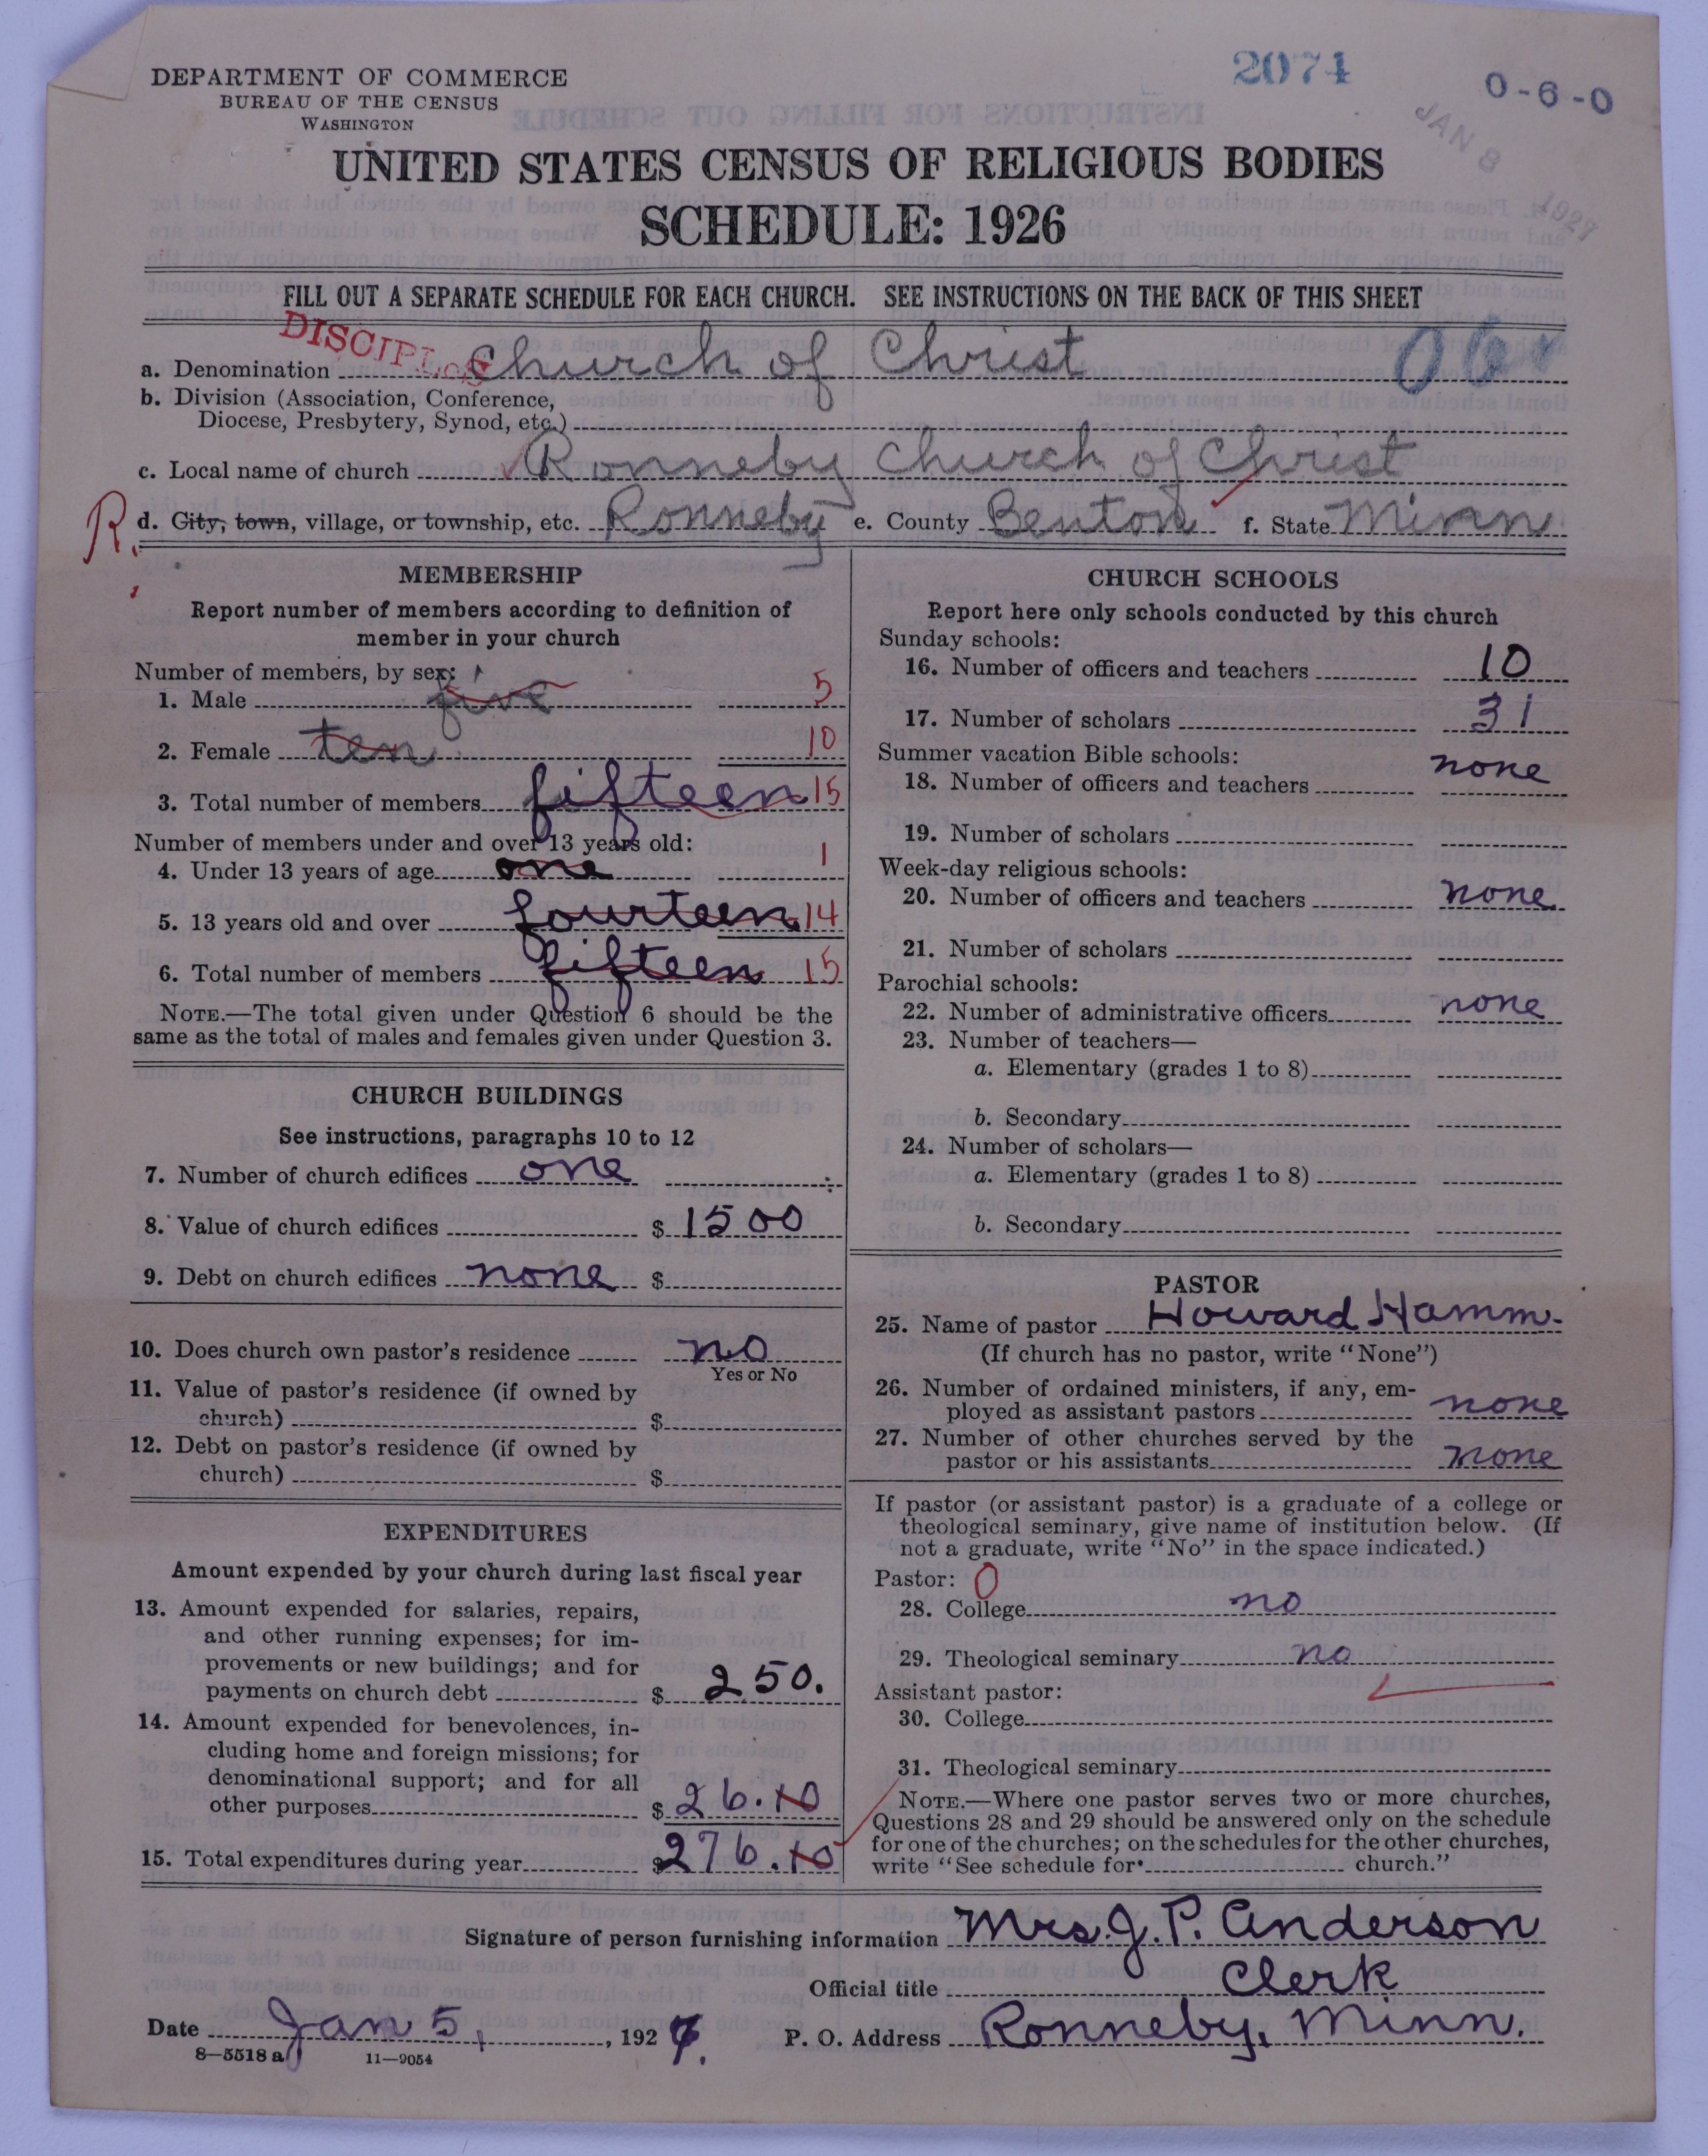 DEPARTMENT OF COMMERCE
BUREAU OF THE CENSUS
WASHINGTON
2074
0-6-0
JAN 8 1927
UNITED STATES CENSUS OF RELIGIOUS BODIES
SCHEDULE: 1926
FILL OUT A SEPARATE SCHEDULE FOR EACH CHURCH. SEE INSTRUCTIONS ON THE BACK OF THIS SHEET
DISCIPLES
a. Denomination Church of Christ
b. Division (Association, Conference,
Diocese, Presbytery, Synod, etc.)
c. Local name of church Ronneby Church of Christ
R. d. City, town, village, or township, etc. Ronneby e. County Benton f. State Minn
MEMBERSHIP
Report number of members according to definition of
member in your church
Number of members, by sex:
1. Male five 5
2. Female ten 10
3. Total number of members fifteen 15
Number of members under and over 13 years old:
4. Under 13 years of age one 1
5. 13 years old and over fourteen 14
6. Total number of members fifteen 15
NOTE.—The total given under Question 6 should be the
same as the total of males and females given under Question 3.
CHURCH BUILDINGS
See instructions, paragraphs 10 to 12
7. Number of church edifices one
8. Value of church edifices $ 1500
9. Debt on church edifices none $
10. Does church own pastor's residence no
Yes or No
11. Value of pastor's residence (if owned by
church) $
12. Debt on pastor's residence (if owned by
church) $
EXPENDITURES
Amount expended by your church during last fiscal year
13. Amount expended for salaries, repairs,
and other running expenses; for im-
provements or new buildings; and for
payments on church debt $ 250.
14. Amount expended for benevolences, in-
cluding home and foreign missions; for
denominational support; and for all
other purposes $ 26.10
15. Total expenditures during year $276.10
CHURCH SCHOOLS
Report here only schools conducted by this church
Sunday schools:
16. Number of officers and teachers 10
17. Number of scholars 31
Summer vacation Bible schools:
18. Number of officers and teachers none
19. Number of scholars
Week-day religious schools:
20. Number of officers and teachers none
21. Number of scholars
Parochial schools:
22. Number of administrative officers none
23. Number of teachers—
a. Elementary (grades 1 to 8)
b. Secondary
24. Number of scholars—
a. Elementary (grades 1 to 8)
b. Secondary
PASTOR
25. Name of pastor Howard Hamm.
(If church has no pastor, write "None")
26. Number of ordained ministers, if any, em-
ployed as assistant pastors none
27. Number of other churches served by the
pastor or his assistants none
If pastor (or assistant pastor) is a graduate of a college or
theological seminary, give name of institution below. (If
not a graduate, write "No" in the space indicated.)
Pastor: 0
28. College no
29. Theological seminary no
Assistant pastor:
30. College
31. Theological seminary
NOTE.—Where one pastor serves two or more churches,
Questions 28 and 29 should be answered only on the schedule
for one of the churches; on the schedules for the other churches,
write "See schedule for church."
Signature of person furnishing information Mrs. J. P. Anderson
Official title Clerk
Date Jan 5, , 1927. P. O. Address Ronneby, Minn.
8—5518 a 11—9054